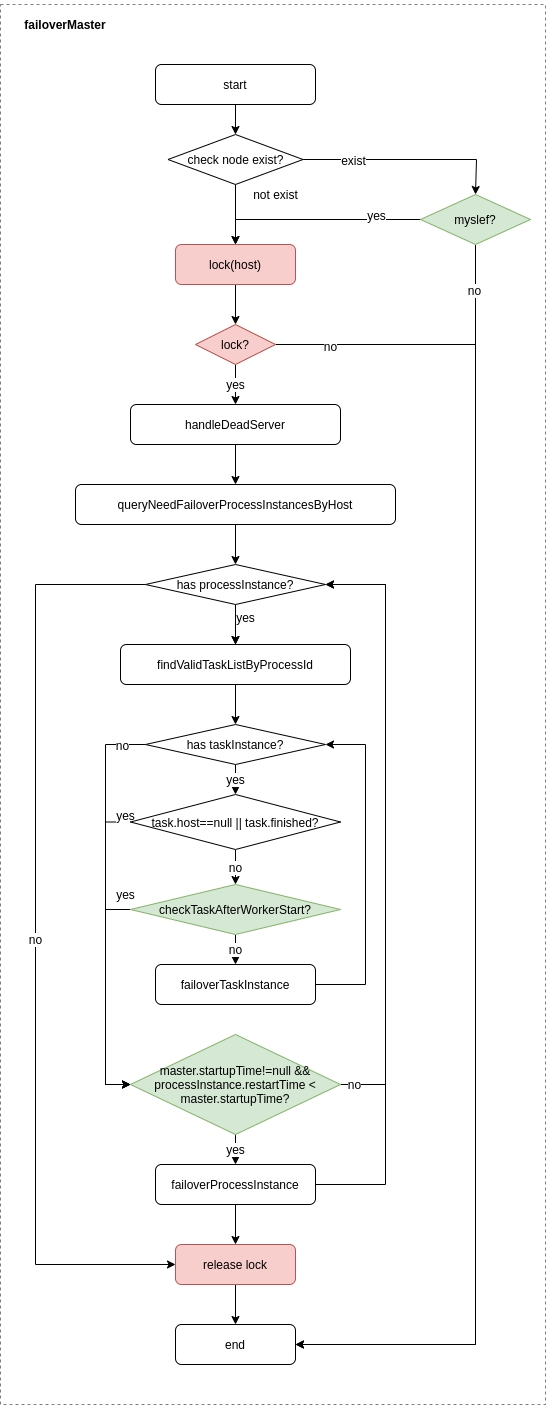 failoverMaster
start
check node exist?
exist
not exist
yes
myslef?
lock(host)
no
lock?
no
yes
handleDeadServer
queryNeedFailoverProcessInstancesByHost
has processInstance?
yes
findValidTaskListByProcessId
no
has taskInstance?
yes
yes
task.host==null || task.finished?
no
yes
checkTaskAfterWorkerStart?
no
no
failoverTaskInstance
master.startupTime!=null &&
processInstance.restartTime <
master.startupTime?
no
yes
failoverProcessInstance
release lock
end